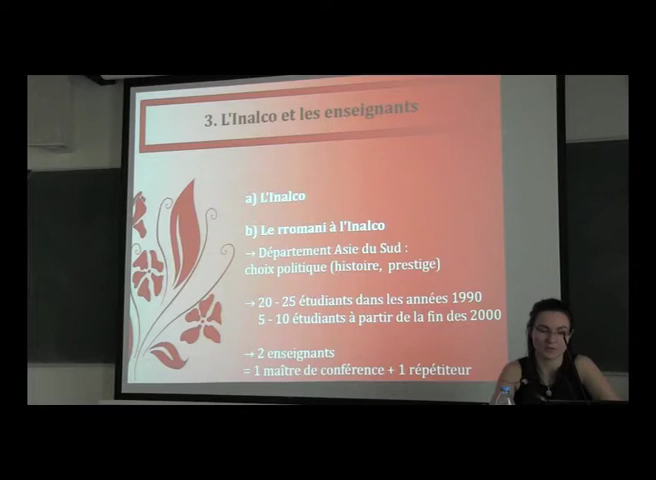 3. L'Inalco et les enseignants
a) L'Inalco
b) Le rromani à l'Inalco
→ Département Asie du Sud :
choix politique (histoire, prestige)
→ 20 - 25 étudiants dans les années 1990
5 - 10 étudiants à partir de la fin des 2000
→ 2 enseignants
= 1 maître de conférence + 1 répétiteur